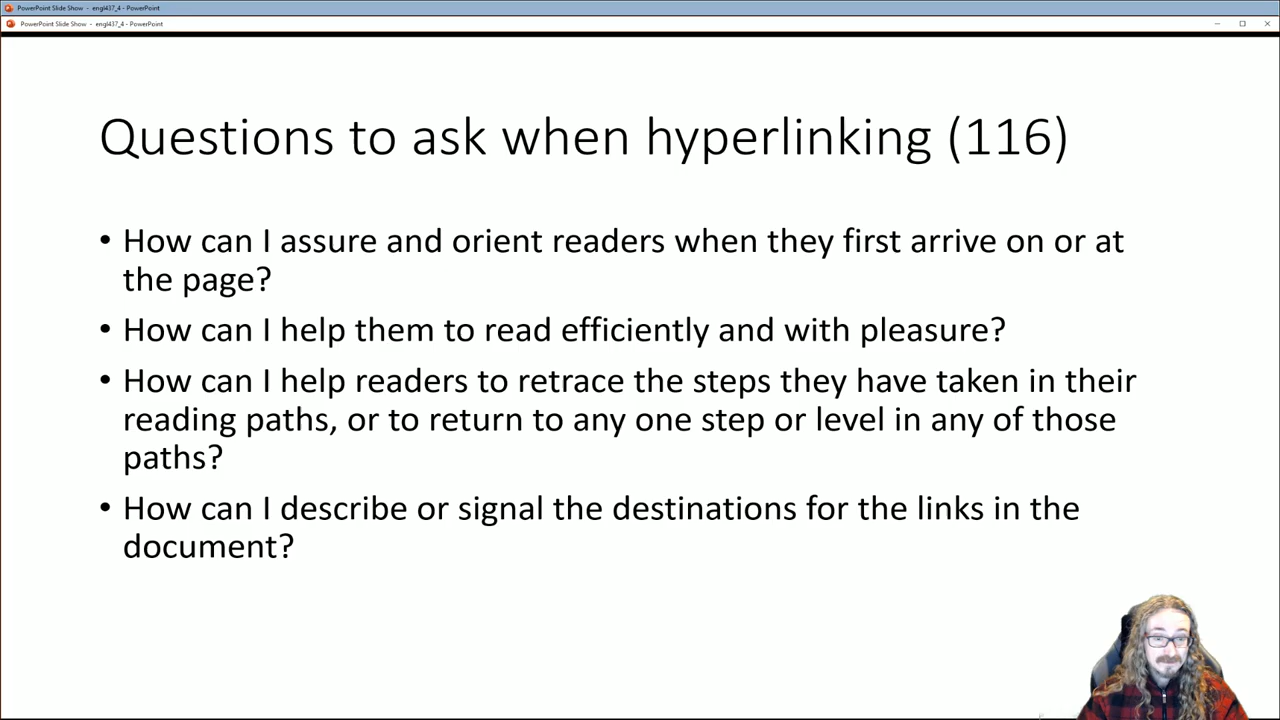 PowerPoint Slide Show - engl437_4 - PowerPoint
PowerPoint Slide Show - engl437_4 - PowerPoint
Questions to ask when hyperlinking (116)
• How can I assure and orient readers when they first arrive on or at
the page?
• How can I help them to read efficiently and with pleasure?
• How can I help readers to retrace the steps they have taken in their
reading paths, or to return to any one step or level in any of those
paths?
• How can I describe or signal the destinations for the links in the
document?